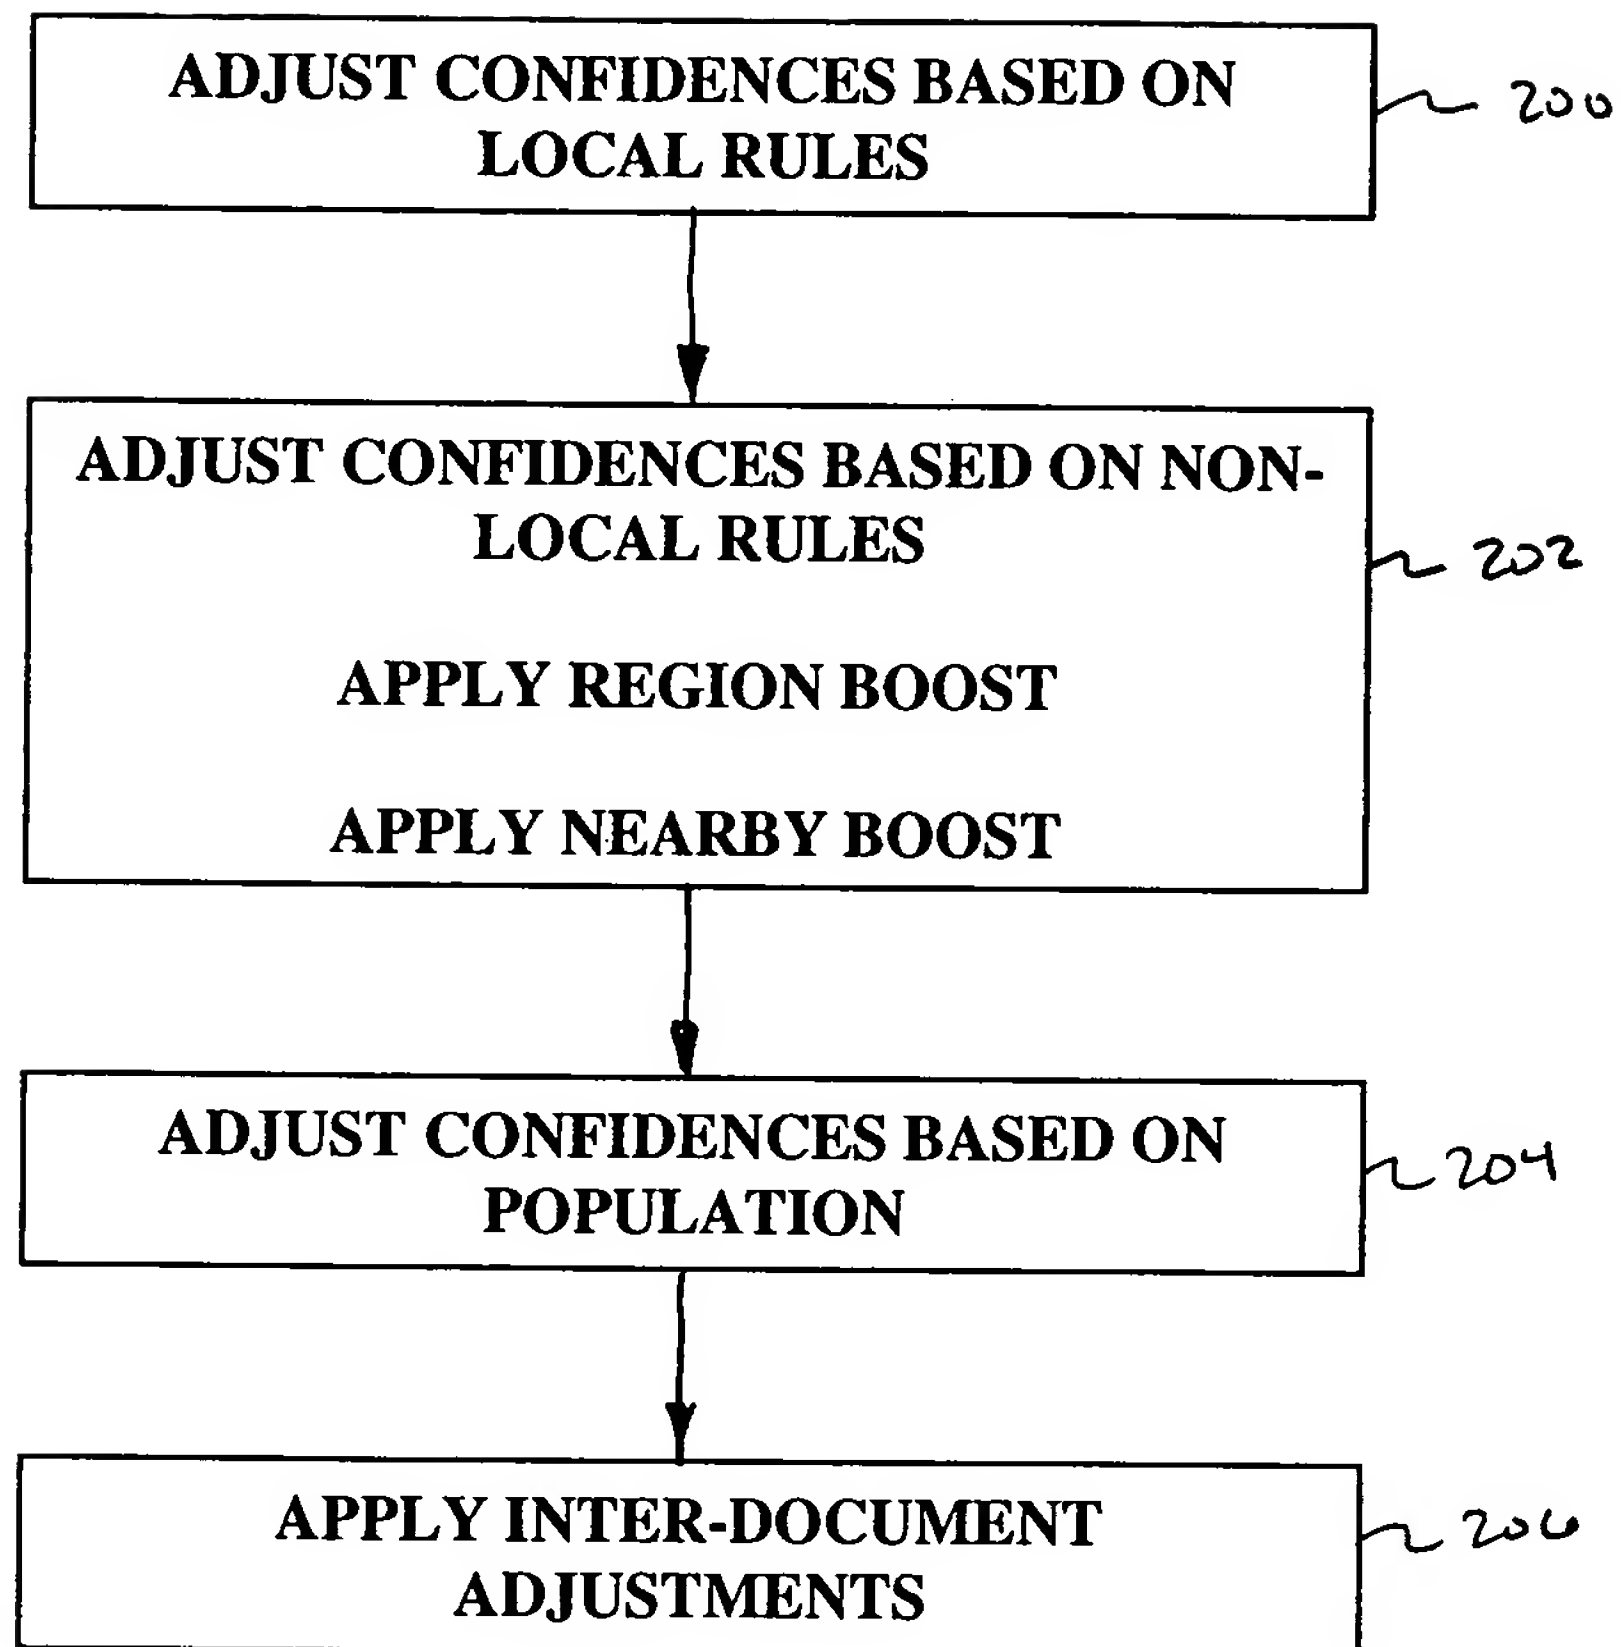 ADJUST CONFIDENCES BASED ON
LOCAL RULES
200
ADJUST CONFIDENCES BASED ON NON-
LOCAL RULES
202
APPLY REGION BOOST
APPLY NEARBY BOOST
ADJUST CONFIDENCES BASED ON
POPULATION
204
APPLY INTER-DOCUMENT
ADJUSTMENTS
206